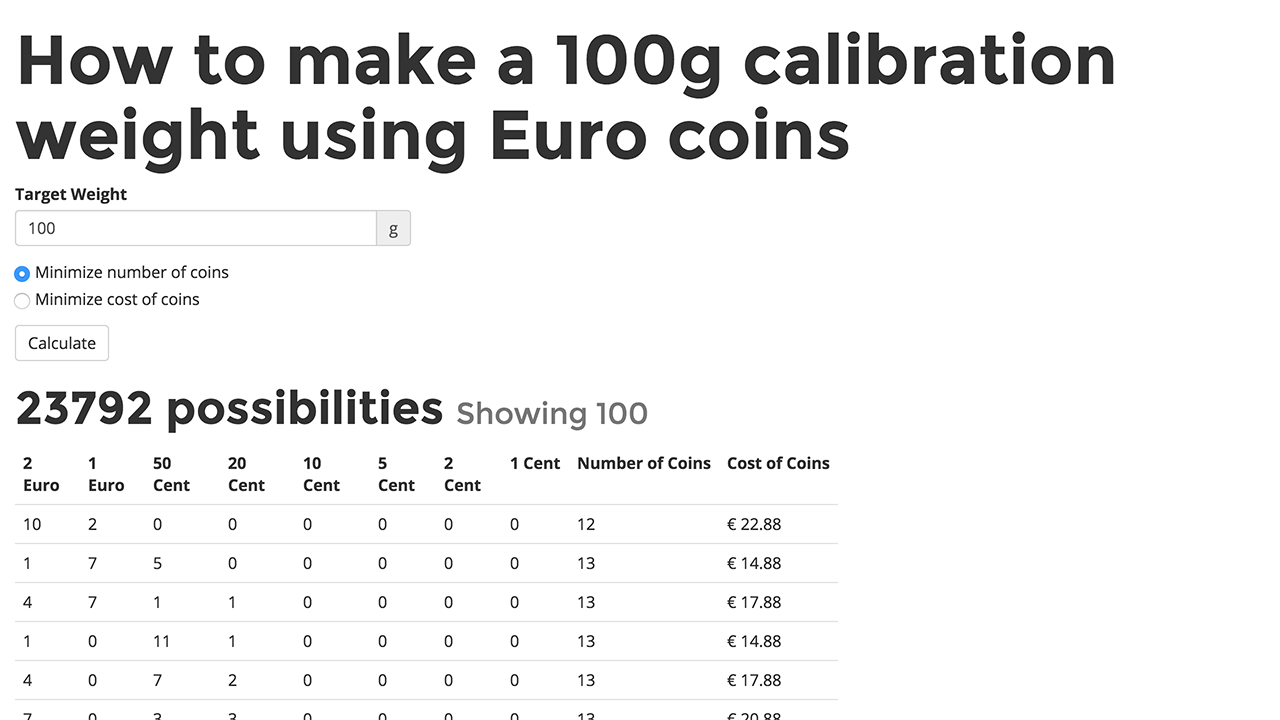 How to make a 100g calibration
weight using Euro coins
Target Weight
100 g
Minimize number of coins
Minimize cost of coins
Calculate
23792 possibilities Showing 100
2 Euro 1 Euro 50 Cent 20 Cent 10 Cent 5 Cent 2 Cent 1 Cent Number of Coins Cost of Coins
10 2 0 0 0 0 0 0 12 € 22.88
1 7 5 0 0 0 0 0 13 € 14.88
4 7 1 1 0 0 0 0 13 € 17.88
1 0 11 1 0 0 0 0 13 € 14.88
4 0 7 2 0 0 0 0 13 € 17.88
7 0 3 3 0 0 0 0 13 € 20.88